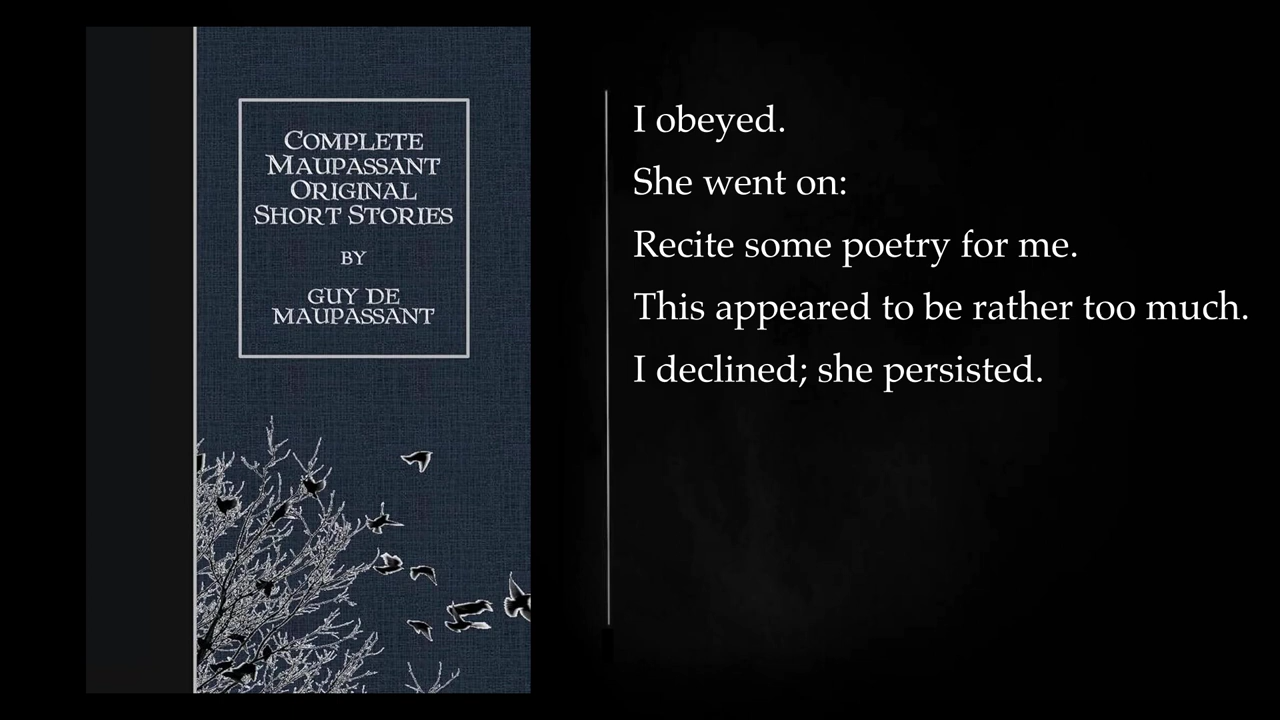 COMPLETE
MAUPASSANT
ORIGINAL
SHORT STORIES
BY
GUY DE
MAUPASSANT
I obeyed.
She went on:
Recite some poetry for me.
This appeared to be rather too much.
I declined; she persisted.